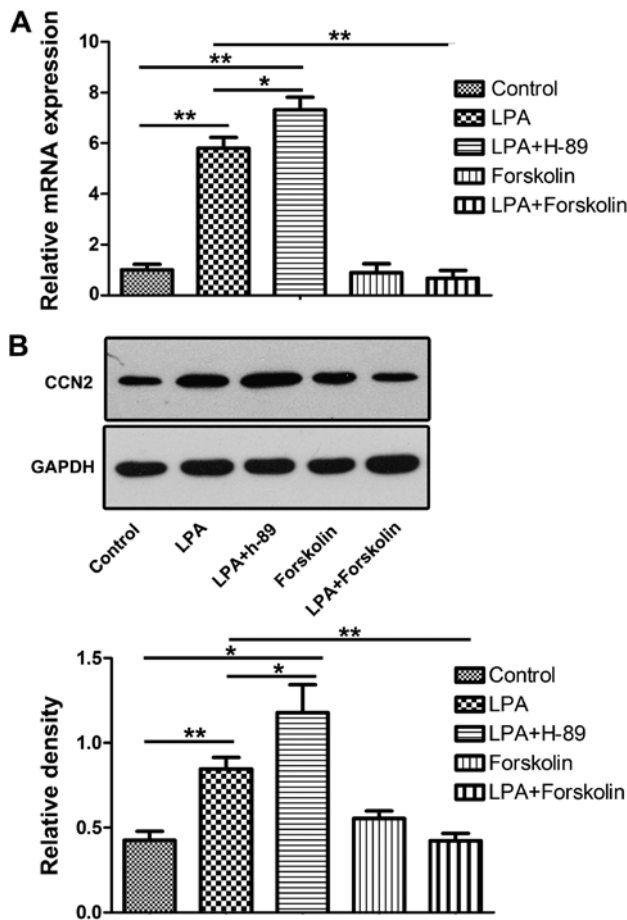 A
Relative mRNA expression
10
8
6
4
2
0
**
**
*
**
Control
LPA
LPA+H-89
Forskolin
LPA+Forskolin
B
CCN2
GAPDH
Control
LPA
LPA+h-89
Forskolin
LPA+Forskolin
Relative density
1.5
1.0
0.5
0.0
**
*
*
**
Control
LPA
LPA+H-89
Forskolin
LPA+Forskolin